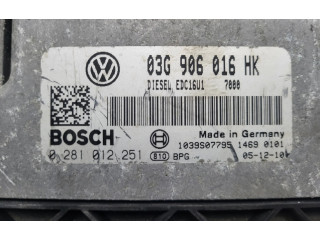 03G 906 016 HK
DIESEL EDC16U1 7000
BOSCH
Made in Germany
1039S07795 1469 0101
0 281 012 251 810 BPG 05-12-10